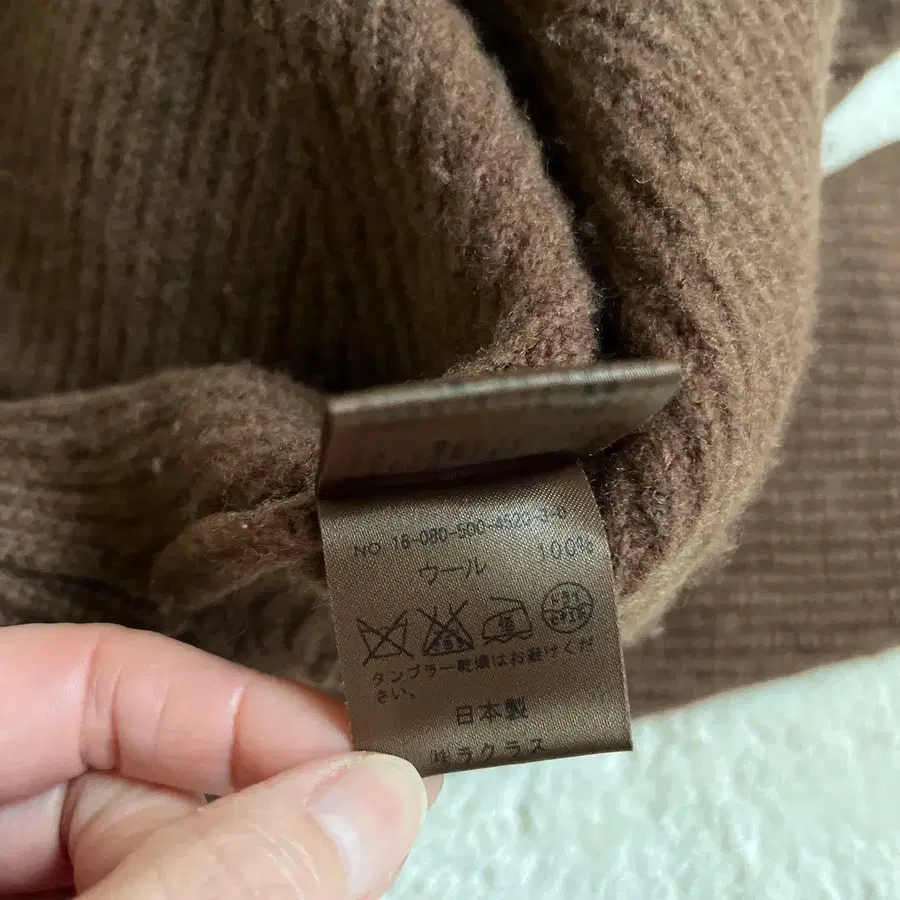 NO 16-080-500-4520-3-0
ウール 100%
タンブラー乾燥はお避けくだ
さい。
日本製
㈱ラクラス